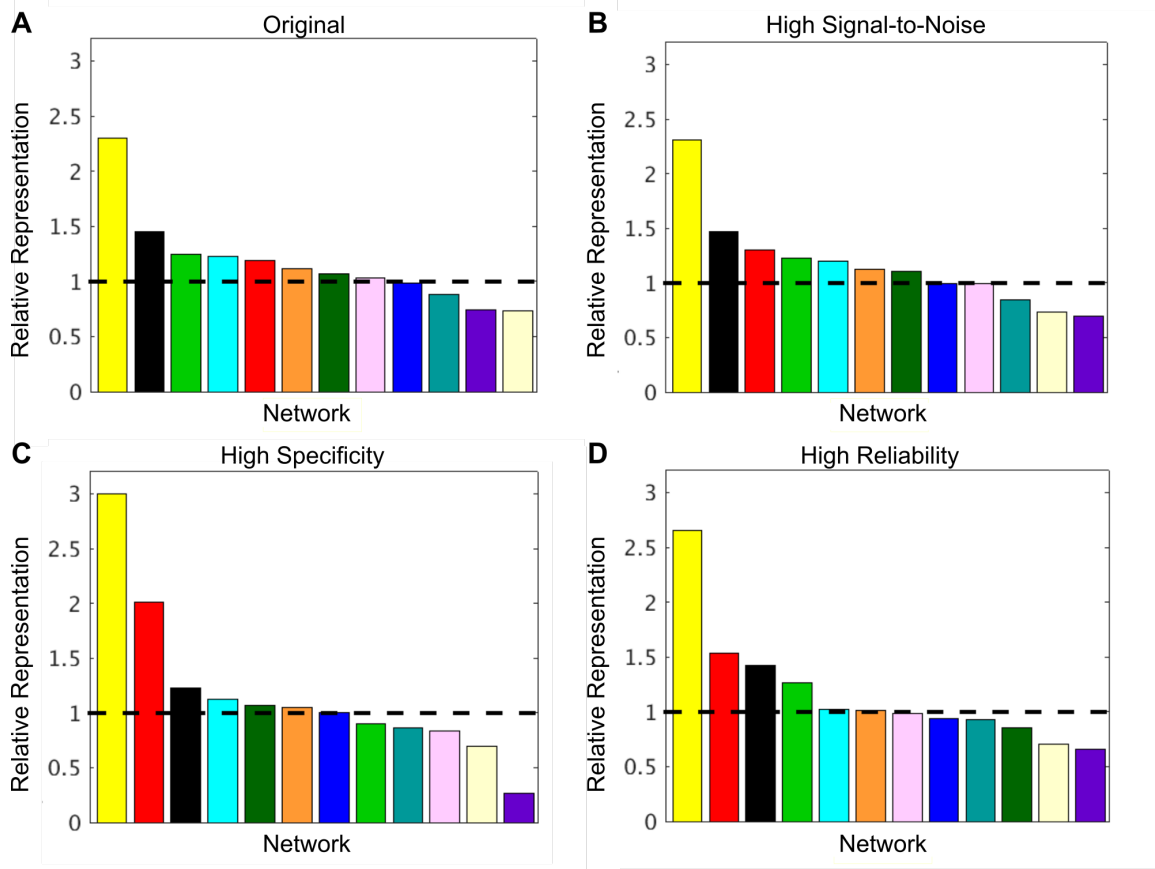 A
Original
3
2.5
2
1.5
1
0.5
0
Relative Representation
Network
B
High Signal-to-Noise
3
2.5
2
1.5
1
0.5
0
Relative Representation
Network
C
High Specificity
3
2.5
2
1.5
1
0.5
0
Relative Representation
Network
D
High Reliability
3
2.5
2
1.5
1
0.5
0
Relative Representation
Network